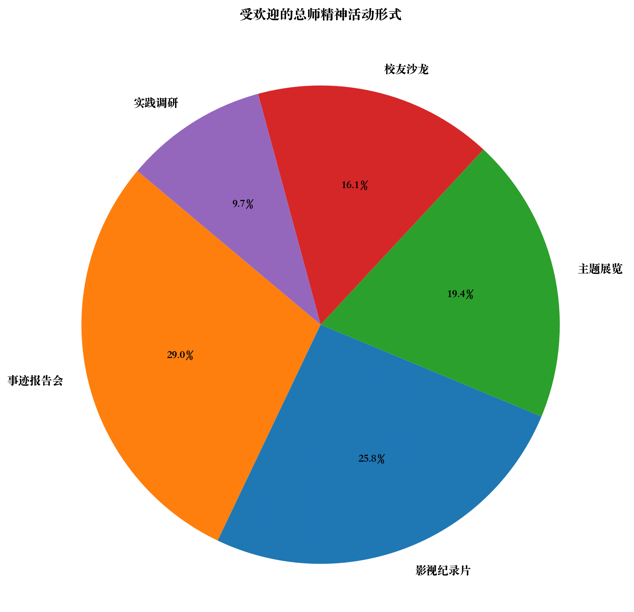 受欢迎的总师精神活动形式
校友沙龙
实践调研
16.1%
9.7%
主题展览
19.4%
29.0%
事迹报告会
25.8%
影视纪录片